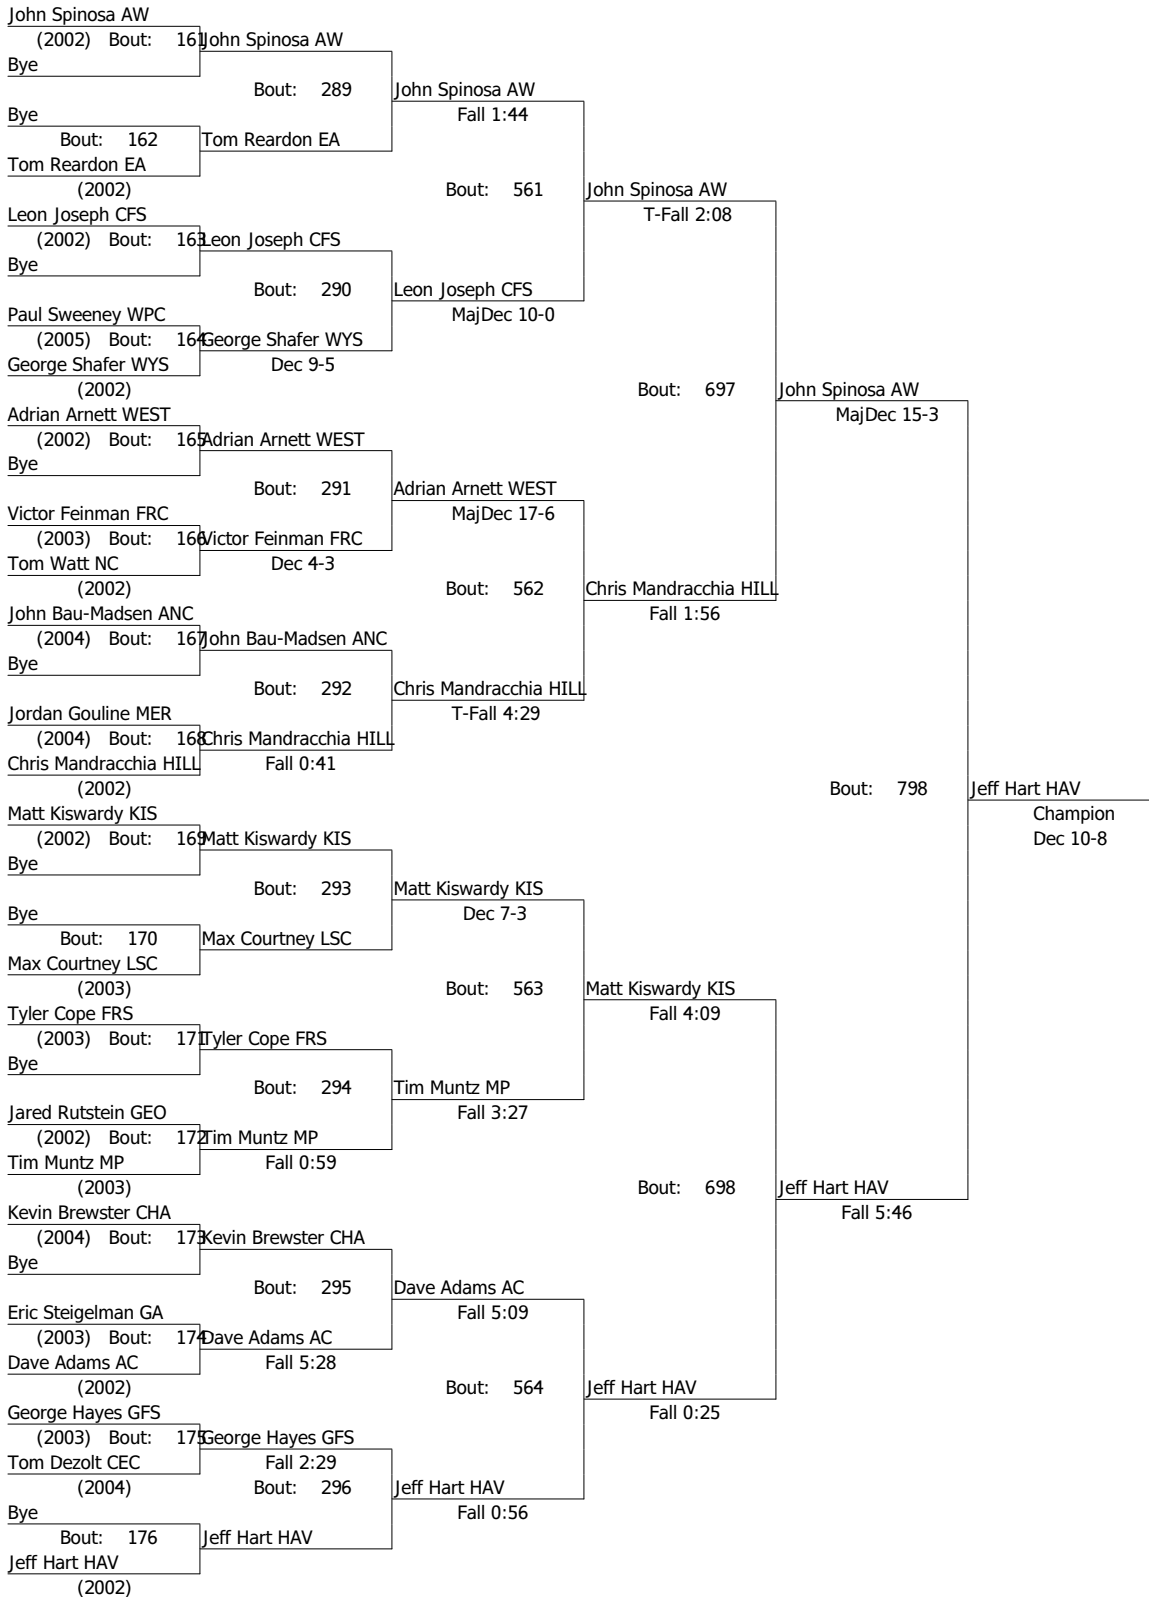 John Spinosa AW
(2002) Bout: 161 John Spinosa AW
Bye
Bout: 289 John Spinosa AW
Bye Fall 1:44
Bout: 162 Tom Reardon EA
Tom Reardon EA
(2002) Bout: 561 John Spinosa AW
Leon Joseph CFS T-Fall 2:08
(2002) Bout: 163 Leon Joseph CFS
Bye
Bout: 290 Leon Joseph CFS
Paul Sweeney WPC MajDec 10-0
(2005) Bout: 164 George Shafer WYS
George Shafer WYS Dec 9-5
(2002) Bout: 697 John Spinosa AW
Adrian Arnett WEST MajDec 15-3
(2002) Bout: 165 Adrian Arnett WEST
Bye
Bout: 291 Adrian Arnett WEST
Victor Feinman FRC MajDec 17-6
(2003) Bout: 166 Victor Feinman FRC
Tom Watt NC Dec 4-3
(2002) Bout: 562 Chris Mandracchia HILL
John Bau-Madsen ANC Fall 1:56
(2004) Bout: 167 John Bau-Madsen ANC
Bye
Bout: 292 Chris Mandracchia HILL
Jordan Gouline MER T-Fall 4:29
(2004) Bout: 168 Chris Mandracchia HILL
Chris Mandracchia HILL Fall 0:41
(2002) Bout: 798 Jeff Hart HAV
Matt Kiswardy KIS Champion
(2002) Bout: 169 Matt Kiswardy KIS Dec 10-8
Bye
Bout: 293 Matt Kiswardy KIS
Bye Dec 7-3
Bout: 170 Max Courtney LSC
Max Courtney LSC
(2003) Bout: 563 Matt Kiswardy KIS
Tyler Cope FRS Fall 4:09
(2003) Bout: 171 Tyler Cope FRS
Bye
Bout: 294 Tim Muntz MP
Jared Rutstein GEO Fall 3:27
(2002) Bout: 172 Tim Muntz MP
Tim Muntz MP Fall 0:59
(2003) Bout: 698 Jeff Hart HAV
Kevin Brewster CHA Fall 5:46
(2004) Bout: 173 Kevin Brewster CHA
Bye
Bout: 295 Dave Adams AC
Eric Steigelman GA Fall 5:09
(2003) Bout: 174 Dave Adams AC
Dave Adams AC Fall 5:28
(2002) Bout: 564 Jeff Hart HAV
George Hayes GFS Fall 0:25
(2003) Bout: 175 George Hayes GFS
Tom Dezolt CEC Fall 2:29
(2004) Bout: 296 Jeff Hart HAV
Bye Fall 0:56
Bout: 176 Jeff Hart HAV
Jeff Hart HAV
(2002)